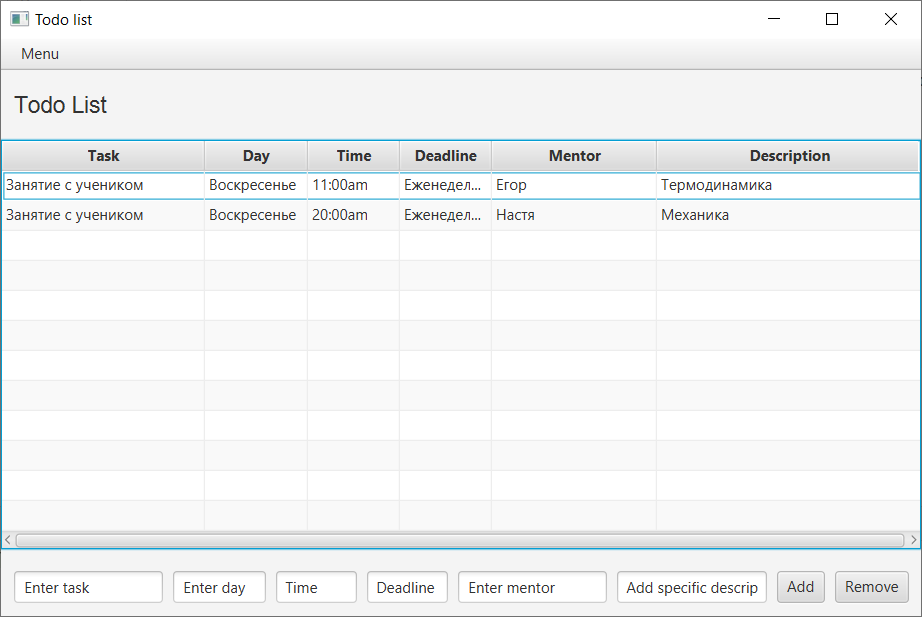 Todo list
Menu
Todo List
Task Day Time Deadline Mentor Description
Занятие с учеником Воскресенье 11:00am Еженедел... Егор Термодинамика
Занятие с учеником Воскресенье 20:00am Еженедел... Настя Механика
Enter task Enter day Time Deadline Enter mentor Add specific descrip Add Remove